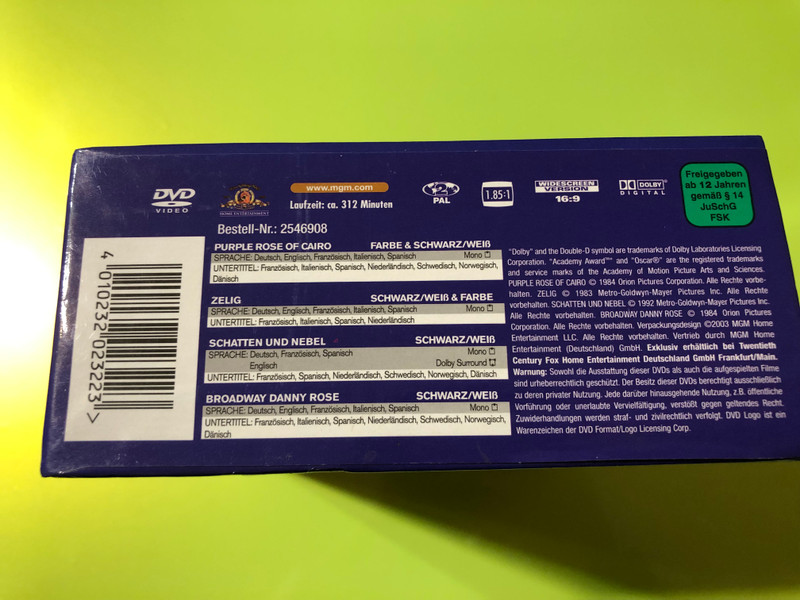 DVD
VIDEO
HOME ENTERTAINMENT
www.mgm.com
Laufzeit: ca. 312 Minuten
2
PAL
1.85:1
WIDESCREEN
VERSION
16:9
DOLBY
DIGITAL
Freigegeben
ab 12 Jahren
gemäß § 14
JuSchG
FSK
Bestell-Nr.: 2546908
PURPLE ROSE OF CAIRO FARBE & SCHWARZ/WEIß
SPRACHE: Deutsch, Englisch, Französisch, Italienisch, Spanisch Mono
UNTERTITEL: Französisch, Italienisch, Spanisch, Niederländisch, Schwedisch, Norwegisch,
Dänisch
ZELIG SCHWARZ/WEIß & FARBE
SPRACHE: Deutsch, Englisch, Französisch, Italienisch, Spanisch Mono
UNTERTITEL: Französisch, Italienisch, Spanisch, Niederländisch
SCHATTEN UND NEBEL SCHWARZ/WEIß
SPRACHE: Deutsch, Französisch, Spanisch Mono
Englisch Dolby Surround
UNTERTITEL: Französisch, Spanisch, Niederländisch, Schwedisch, Norwegisch, Dänisch
BROADWAY DANNY ROSE SCHWARZ/WEIß
SPRACHE: Deutsch, Englisch, Französisch, Italienisch, Spanisch Mono
UNTERTITEL: Französisch, Italienisch, Spanisch, Niederländisch, Schwedisch, Norwegisch,
Dänisch
4 010232 023223 >
"Dolby" and the Double-D symbol are trademarks of Dolby Laboratories Licensing
Corporation. "Academy Award™" and "Oscar®" are the registered trademarks
and service marks of the Academy of Motion Picture Arts and Sciences.
PURPLE ROSE OF CAIRO © 1984 Orion Pictures Corporation. Alle Rechte vorbe-
halten. ZELIG © 1983 Metro-Goldwyn-Mayer Pictures Inc. Alle Rechte
vorbehalten. SCHATTEN UND NEBEL © 1992 Metro-Goldwyn-Mayer Pictures Inc.
Alle Rechte vorbehalten. BROADWAY DANNY ROSE © 1984 Orion Pictures
Corporation. Alle Rechte vorbehalten. Verpackungsdesign ©2003 MGM Home
Entertainment LLC. Alle Rechte vorbehalten. Vertrieb durch MGM Home
Entertainment (Deutschland) GmbH. Exklusiv erhältlich bei Twentieth
Century Fox Home Entertainment Deutschland GmbH Frankfurt/Main.
Warnung: Sowohl die Ausstattung dieser DVDs als auch die aufgespielten Filme
sind urheberrechtlich geschützt. Der Besitz dieser DVDs berechtigt ausschließlich
zu deren privater Nutzung. Jede darüber hinausgehende Nutzung, z.B. öffentliche
Vorführung oder unerlaubte Vervielfältigung, verstößt gegen geltendes Recht.
Zuwiderhandlungen werden straf- und zivilrechtlich verfolgt. DVD Logo ist ein
Warenzeichen der DVD Format/Logo Licensing Corp.